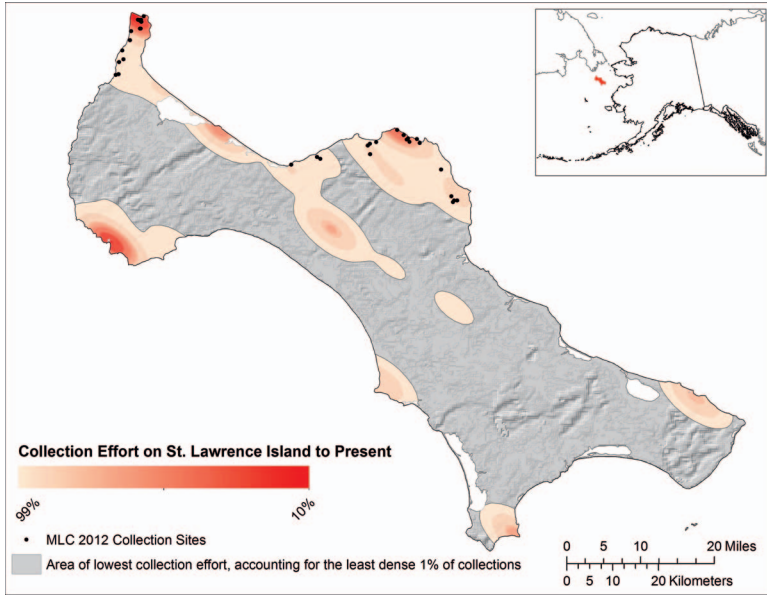 Collection Effort on St. Lawrence Island to Present
99% 10%
MLC 2012 Collection Sites
Area of lowest collection effort, accounting for the least dense 1% of collections
0 5 10 20 Miles
0 5 10 20 Kilometers